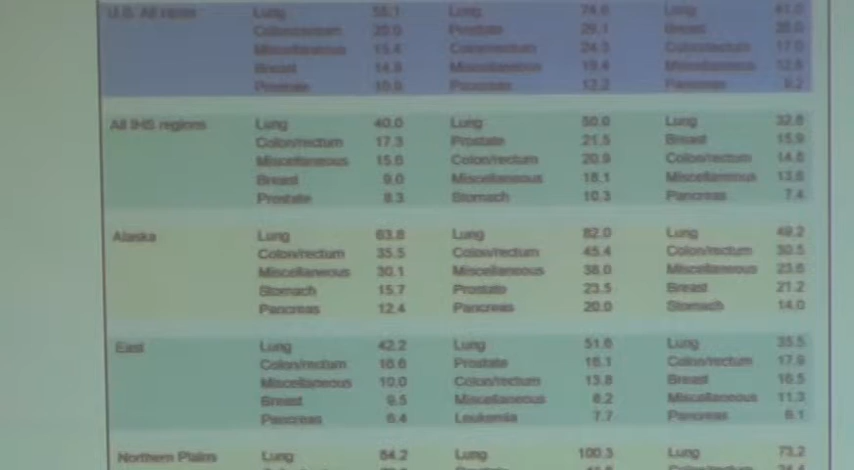 U.S. All races Lung 55.1 Lung 74.6 Lung 41.0
Colon/rectum 20.0 Prostate 29.1 Breast
Miscellaneous 15.4 Colon/rectum 24.3 Colon/rectum 17.0
Breast 14.8 Miscellaneous 19.4 Miscellaneous
Prostate 10.9 Pancreas 12.2 Pancreas 9.2
All IHS regions Lung 40.0 Lung 50.0 Lung 32.8
Colon/rectum 17.3 Prostate 21.5 Breast 15.9
Miscellaneous 15.6 Colon/rectum 20.9 Colon/rectum 14.8
Breast 9.0 Miscellaneous 18.1 Miscellaneous 13.6
Prostate 8.3 Stomach 10.3 Pancreas 7.4
Alaska Lung 63.8 Lung 82.0 Lung 49.2
Colon/rectum 35.5 Colon/rectum 45.4 Colon/rectum 30.5
Miscellaneous 30.1 Miscellaneous 38.0 Miscellaneous 23.6
Stomach 15.7 Prostate 23.5 Breast 21.2
Pancreas 12.4 Pancreas 20.0 Stomach 14.0
East Lung 42.2 Lung 51.6 Lung 35.5
Colon/rectum 16.6 Prostate 16.1 Colon/rectum 17.9
Miscellaneous 10.0 Colon/rectum 13.8 Breast 16.5
Breast 9.5 Miscellaneous 8.2 Miscellaneous 11.3
Pancreas 6.4 Leukemia 7.7 Pancreas
Northern Plains Lung 84.2 Lung 100.3 Lung 73.2